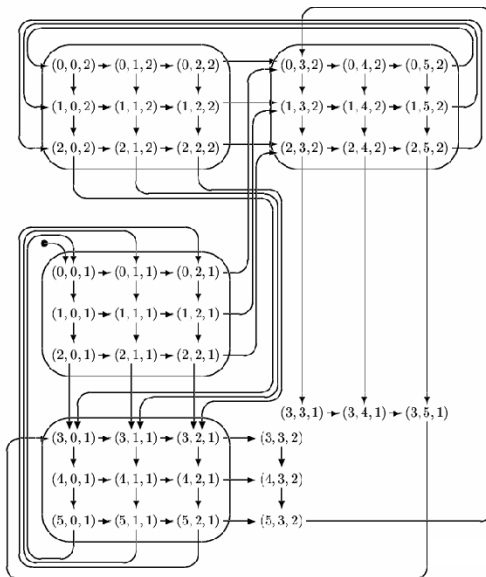 (0, 0, 2) (0, 1, 2) (0, 2, 2) (0, 3, 2) (0, 4, 2) (0, 5, 2)
(1, 0, 2) (1, 1, 2) (1, 2, 2) (1, 3, 2) (1, 4, 2) (1, 5, 2)
(2, 0, 2) (2, 1, 2) (2, 2, 2) (2, 3, 2) (2, 4, 2) (2, 5, 2)
(0, 0, 1) (0, 1, 1) (0, 2, 1)
(1, 0, 1) (1, 1, 1) (1, 2, 1)
(2, 0, 1) (2, 1, 1) (2, 2, 1)
(3, 3, 1) (3, 4, 1) (3, 5, 1)
(3, 0, 1) (3, 1, 1) (3, 2, 1) (3, 3, 2)
(4, 0, 1) (4, 1, 1) (4, 2, 1) (4, 3, 2)
(5, 0, 1) (5, 1, 1) (5, 2, 1) (5, 3, 2)